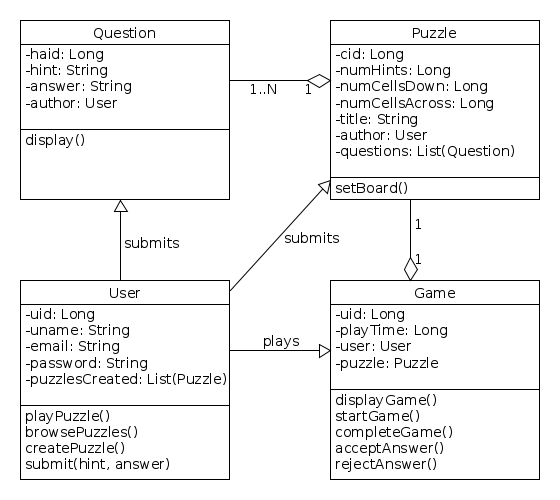 Question
-haid: Long
-hint: String
-answer: String
-author: User
display()
1..N
1
Puzzle
-cid: Long
-numHints: Long
-numCellsDown: Long
-numCellsAcross: Long
-title: String
-author: User
-questions: List(Question)
setBoard()
submits
submits
1
1
User
-uid: Long
-uname: String
-email: String
-password: String
-puzzlesCreated: List(Puzzle)
playPuzzle()
browsePuzzles()
createPuzzle()
submit(hint, answer)
plays
Game
-uid: Long
-playTime: Long
-user: User
-puzzle: Puzzle
displayGame()
startGame()
completeGame()
acceptAnswer()
rejectAnswer()